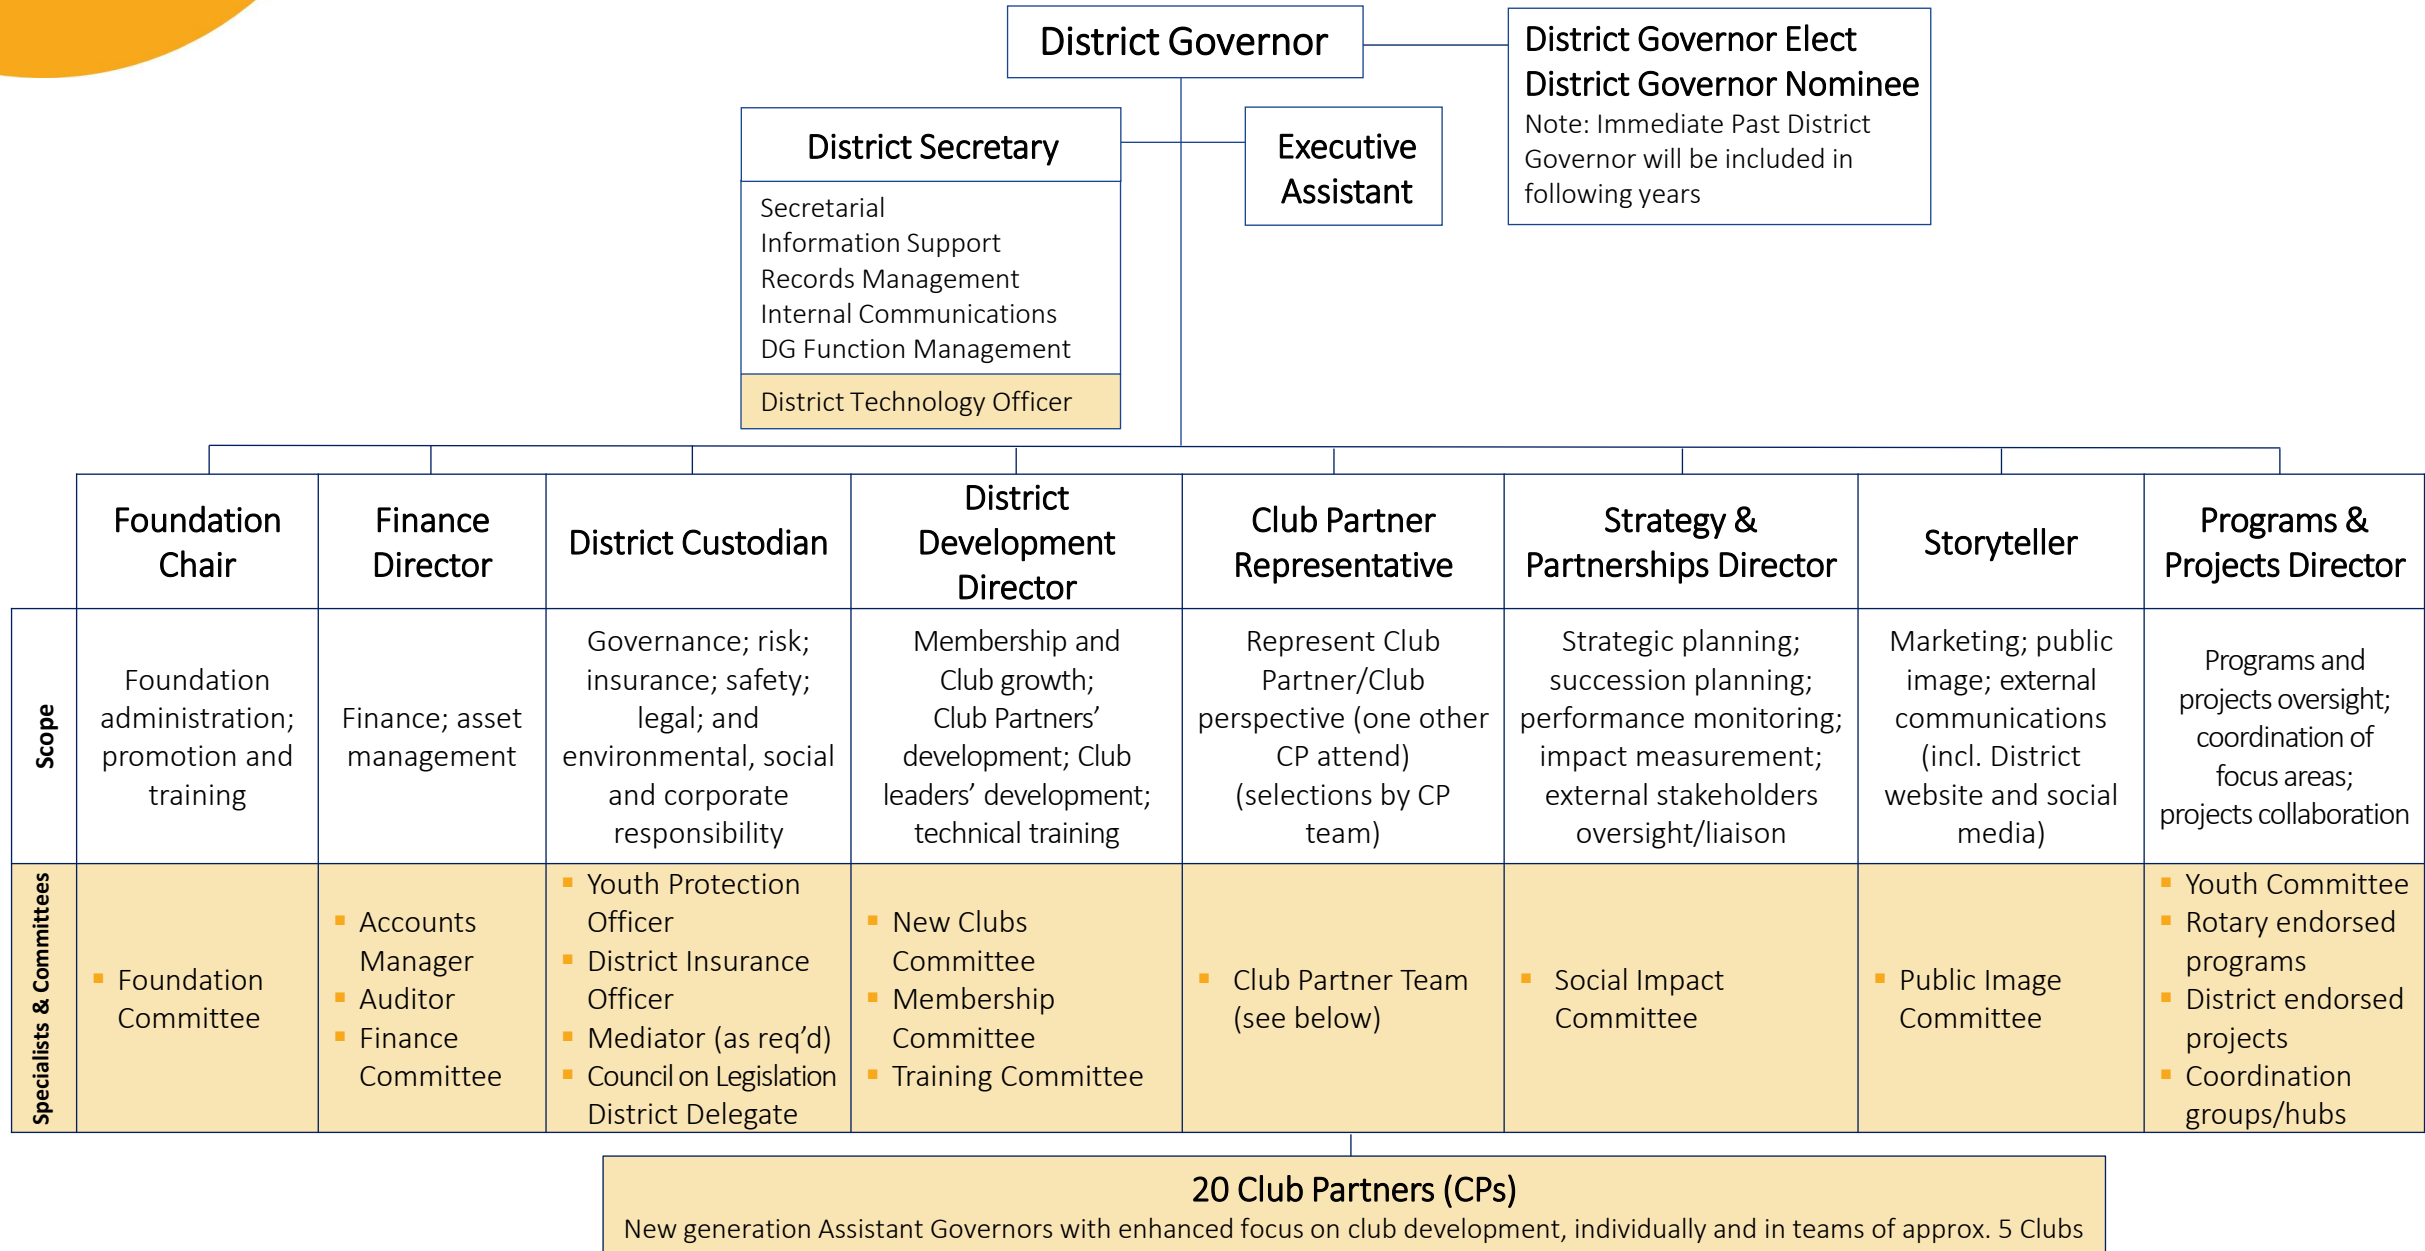 District Governor
District Governor Elect
District Governor Nominee
Note: Immediate Past District
Governor will be included in
following years
District Secretary
Secretarial
Information Support
Records Management
Internal Communications
DG Function Management
District Technology Officer
Executive
Assistant
Foundation
Chair
Finance
Director
District Custodian
District
Development
Director
Club Partner
Representative
Strategy &
Partnerships Director
Storyteller
Programs &
Projects Director
Scope
Foundation
administration;
promotion and
training
Finance; asset
management
Governance; risk;
insurance; safety;
legal; and
environmental, social
and corporate
responsibility
Membership and
Club growth;
Club Partners’
development; Club
leaders’ development;
technical training
Represent Club
Partner/Club
perspective (one other
CP attend)
(selections by CP
team)
Strategic planning;
succession planning;
performance monitoring;
impact measurement;
external stakeholders
oversight/liaison
Marketing; public
image; external
communications
(incl. District
website and social
media)
Programs and
projects oversight;
coordination of
focus areas;
projects collaboration
Specialists & Committees
▪ Foundation
Committee
▪ Accounts
Manager
▪ Auditor
▪ Finance
Committee
▪ Youth Protection
Officer
▪ District Insurance
Officer
▪ Mediator (as req’d)
▪ Council on Legislation
District Delegate
▪ New Clubs
Committee
▪ Membership
Committee
▪ Training Committee
▪ Club Partner Team
(see below)
▪ Social Impact
Committee
▪ Public Image
Committee
▪ Youth Committee
▪ Rotary endorsed
programs
▪ District endorsed
projects
▪ Coordination
groups/hubs
20 Club Partners (CPs)
New generation Assistant Governors with enhanced focus on club development, individually and in teams of approx. 5 Clubs